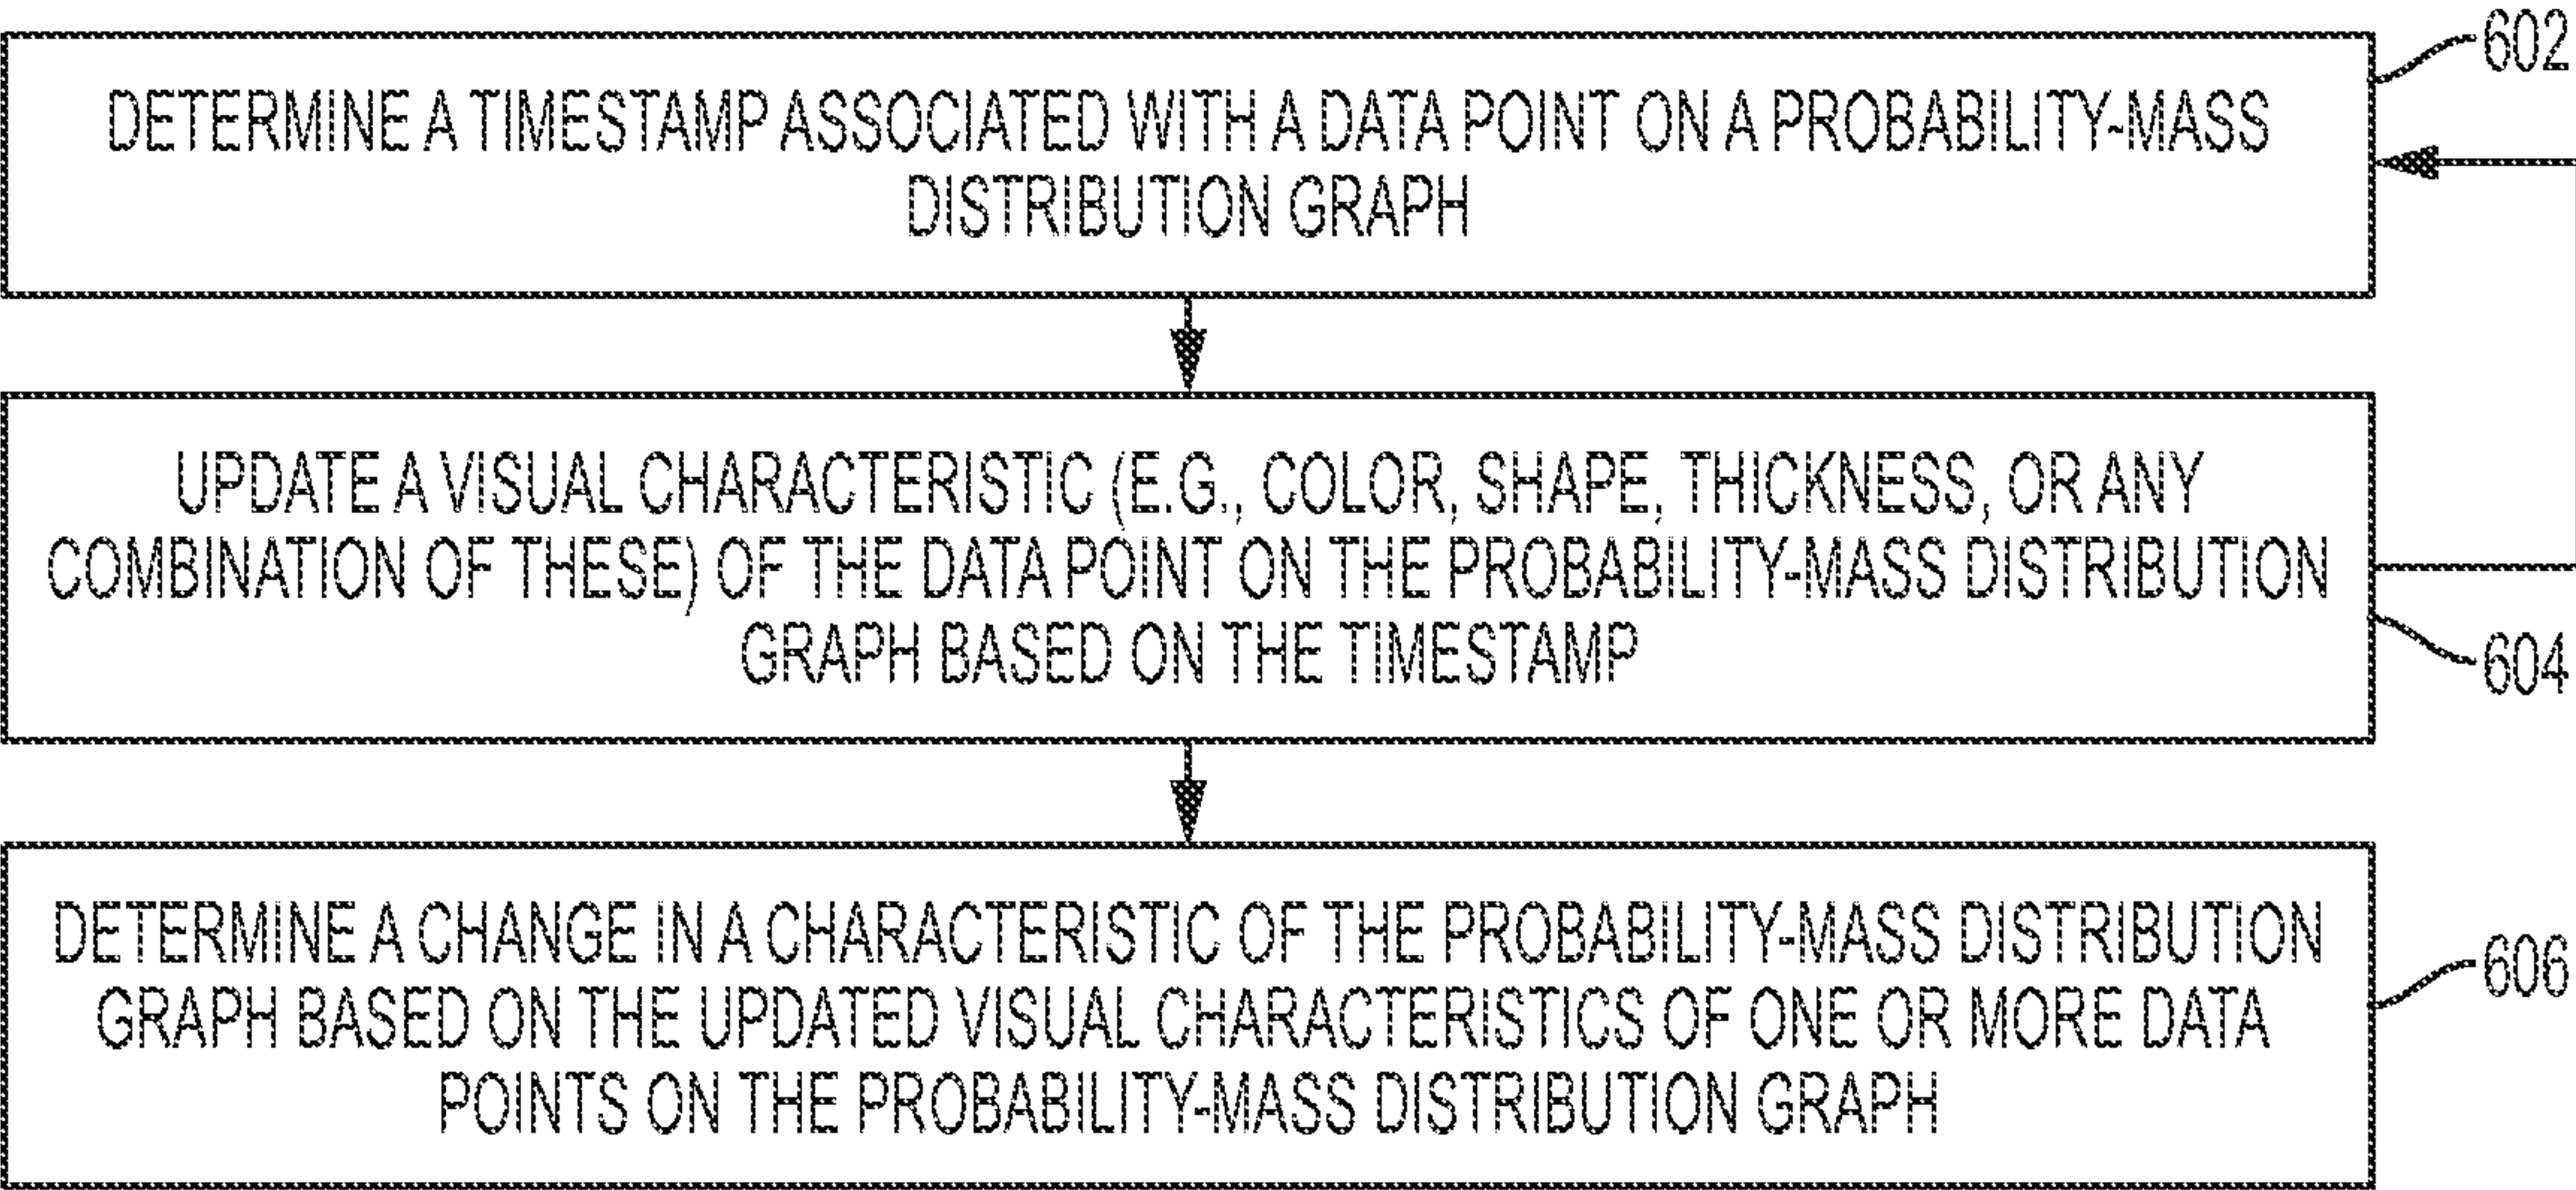 602
DETERMINE A TIMESTAMP ASSOCIATED WITH A DATA POINT ON A PROBABILITY-MASS
DISTRIBUTION GRAPH
UPDATE A VISUAL CHARACTERISTIC (E.G., COLOR, SHAPE, THICKNESS, OR ANY
COMBINATION OF THESE) OF THE DATA POINT ON THE PROBABILITY-MASS DISTRIBUTION
GRAPH BASED ON THE TIMESTAMP
604
DETERMINE A CHANGE IN A CHARACTERISTIC OF THE PROBABILITY-MASS DISTRIBUTION
GRAPH BASED ON THE UPDATED VISUAL CHARACTERISTICS OF ONE OR MORE DATA
POINTS ON THE PROBABILITY-MASS DISTRIBUTION GRAPH
606